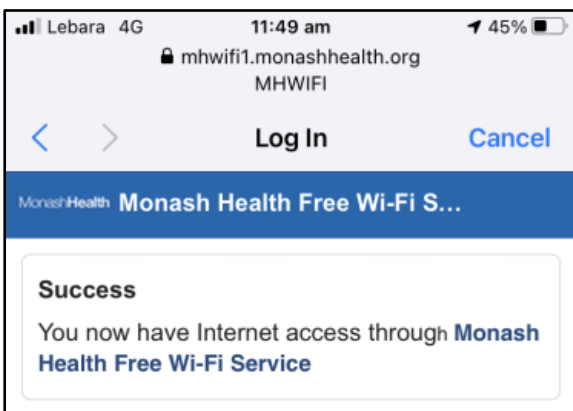 Lebara 4G 11:49 am 45%
mhwifi1.monashhealth.org
MHWIFI
Log In Cancel
MonashHealth Monash Health Free Wi-Fi S...
Success
You now have Internet access through Monash
Health Free Wi-Fi Service